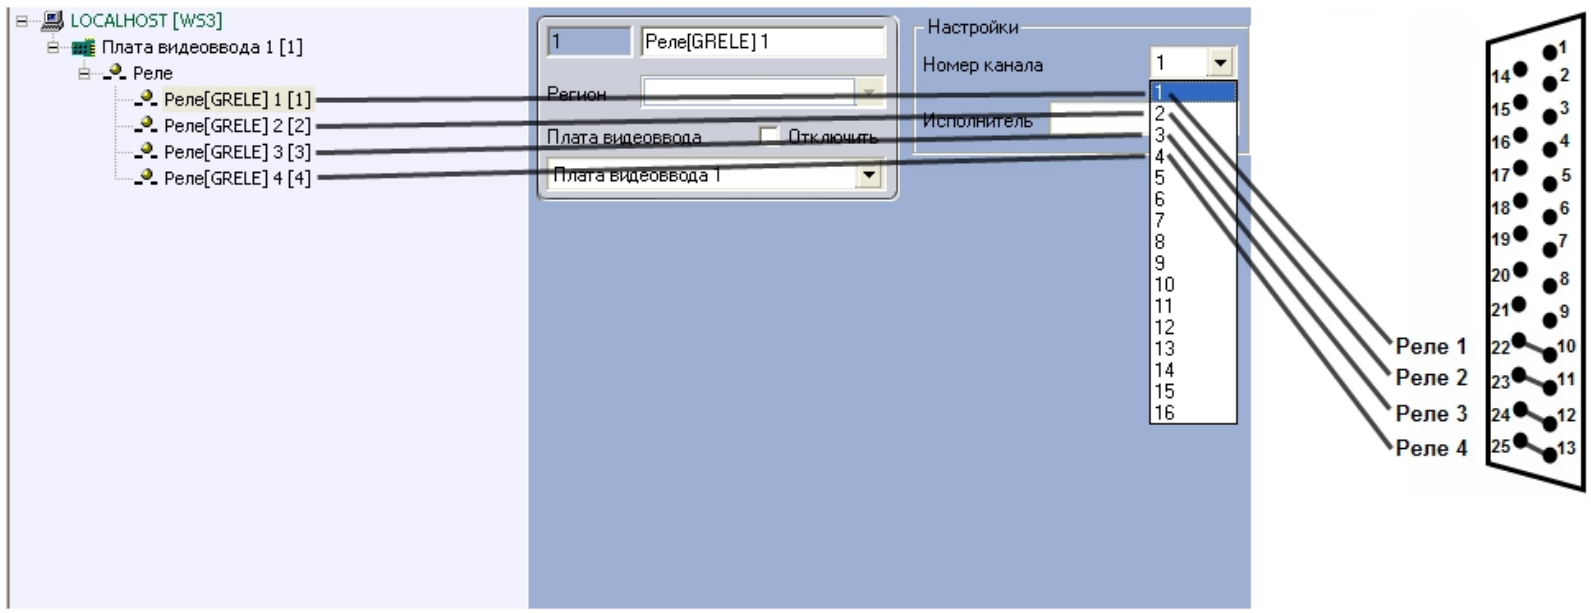 LOCALHOST [WS3]
Плата видеоввода 1 [1]
Реле
Реле[GRELE] 1 [1]
Реле[GRELE] 2 [2]
Реле[GRELE] 3 [3]
Реле[GRELE] 4 [4]
1
Реле[GRELE] 1
Регион
Плата видеоввода
Отключить
Плата видеоввода 1
Настройки
Номер канала
1
Исполнитель
1
2
3
4
5
6
7
8
9
10
11
12
13
14
15
16
Реле 1
Реле 2
Реле 3
Реле 4
1
14
2
15
3
16
4
17
5
18
6
19
7
20
8
21
9
22
10
23
11
24
12
25
13